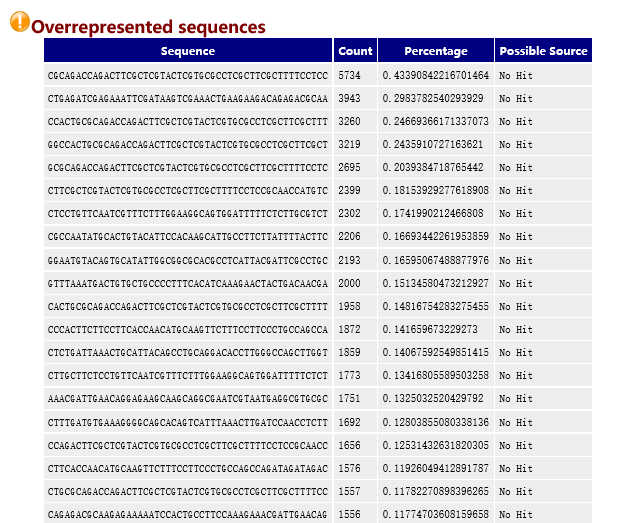 Overrepresented sequences
Sequence Count Percentage Possible Source
CGCAGACCAGACTTCGCTCGTACTCGTGCGCCTCGCTTCGCTTTTCCTCC 5734 0.43390842216701464 No Hit
CTGAGATCGAGAAATTCGATAAGTCGAAACTGAAGAAGACAGAGACGCAA 3943 0.2983782540293929 No Hit
CCACTGCGCAGACCAGACTTCGCTCGTACTCGTGCGCCTCGCTTCGCTTT 3260 0.24669366171337073 No Hit
GGCCACTGCGCAGACCAGACTTCGCTCGTACTCGTGCGCCTCGCTTCGCT 3219 0.2435910727163621 No Hit
GCGCAGACCAGACTTCGCTCGTACTCGTGCGCCTCGCTTCGCTTTTCCTC 2695 0.2039384718765442 No Hit
CTTCGCTCGTACTCGTGCGCCTCGCTTCGCTTTTCCTCCGCAACCATGTC 2399 0.18153929277618908 No Hit
CTCCTGTTCAATCGTTTCTTTGGAAGGCAGTGGATTTTTCTCTTGCGTCT 2302 0.1741990212466808 No Hit
CGCCAATATGCACTGTACATTCCACAAGCATTGCCTTCTTATTTTACTTC 2206 0.16693442261953859 No Hit
GGAATGTACAGTGCATATTGGCGGCGCACGCCTCATTACGATTCGCCTGC 2193 0.16595067488877976 No Hit
GTTTAAATGACTGTGCTGCCCCTTTCACATCAAAGAACTACTGACAACGA 2000 0.15134580473212927 No Hit
CACTGCGCAGACCAGACTTCGCTCGTACTCGTGCGCCTCGCTTCGCTTTT 1958 0.14816754283275455 No Hit
CCCACTTCTTCCTTCACCAACATGCAAGTTCTTTCCTTCCCTGCCAGCCA 1872 0.141659673229273 No Hit
CTCTGATTAAACTGCATTACAGCCTGCAGGACACCTTGGGCCAGCTTGGT 1859 0.14067592549851415 No Hit
CTTGCTTCTCCTGTTCAATCGTTTCTTTGGAAGGCAGTGGATTTTTCTCT 1773 0.13416805589503258 No Hit
AAACGATTGAACAGGAGAAGCAAGCAGGCGAATCGTAATGAGGCGTGCGC 1751 0.1325032520429792 No Hit
CTTTGATGTGAAAGGGGCAGCACAGTCATTTAAACTTGATCCAACCTCTT 1692 0.12803855080338136 No Hit
CCAGACTTCGCTCGTACTCGTGCGCCTCGCTTCGCTTTTCCTCCGCAACC 1656 0.12531432631820305 No Hit
CTTCACCAACATGCAAGTTCTTTCCTTCCCTGCCAGCCAGATAGATAGAC 1576 0.11926049412891787 No Hit
CTGCGCAGACCAGACTTCGCTCGTACTCGTGCGCCTCGCTTCGCTTTTCC 1557 0.11782270898396265 No Hit
CAGAGACGCAAGAGAAAAATCCACTGCCTTCCAAAGAAACGATTGAACAG 1556 0.11774703608159658 No Hit